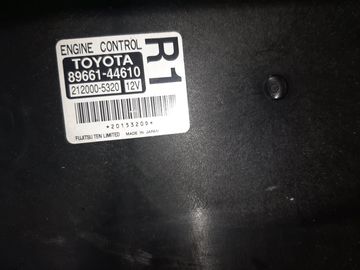 ENGINE CONTROL
TOYOTA
89661-44610
212000-5320 12V
R1
*20153205*
FUJITSU TEN LIMITED MADE IN JAPAN